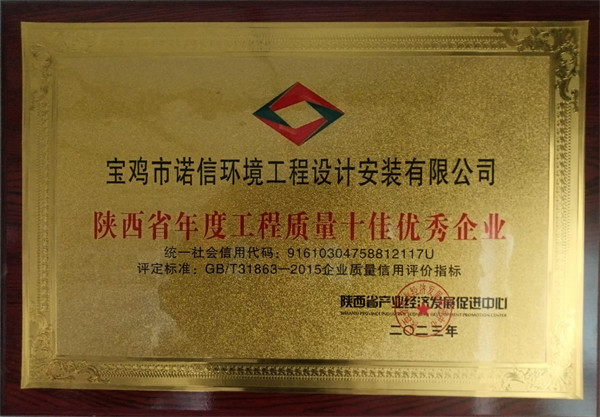 宝鸡市诺信环境工程设计安装有限公司
陕西省年度工程质量十佳优秀企业
统一社会信用代码：91610304758812117U
评定标准：GB/T31863—2015企业质量信用评价指标
陕西省产业经济发展促进中心
二〇二三年